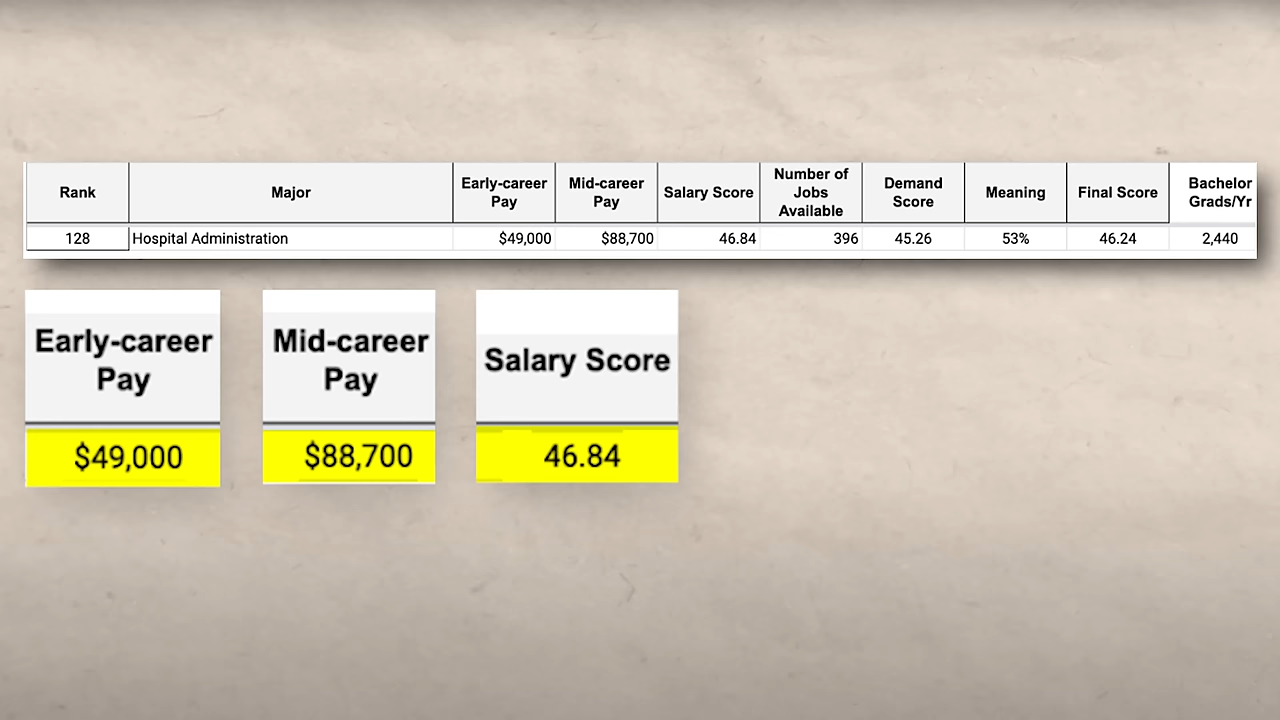 Rank Major Early-career Pay Mid-career Pay Salary Score Number of Jobs Available Demand Score Meaning Final Score Bachelor Grads/Yr
128 Hospital Administration $49,000 $88,700 46.84 396 45.26 53% 46.24 2,440
Early-career
Pay
$49,000
Mid-career
Pay
$88,700
Salary Score
46.84